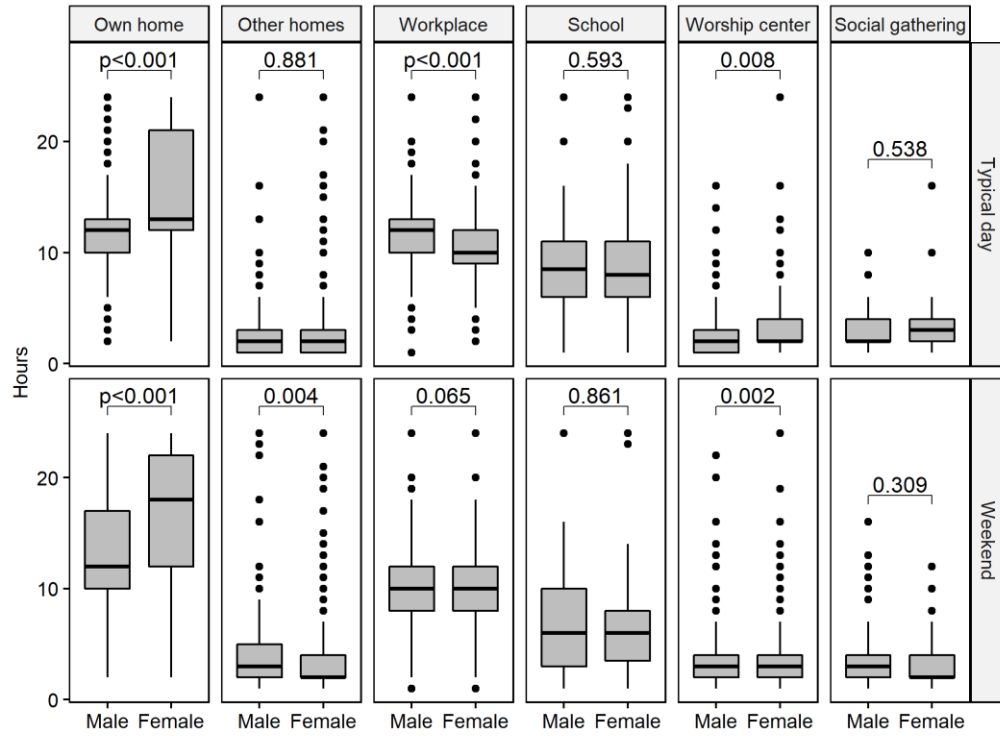 Own home Other homes Workplace School Worship center Social gathering
p<0.001 0.881 p<0.001 0.593 0.008
20
0.538
10
0
Typical day
Hours
p<0.001 0.004 0.065 0.861 0.002
20
0.309
10
0
Weekend
Male Female Male Female Male Female Male Female Male Female Male Female